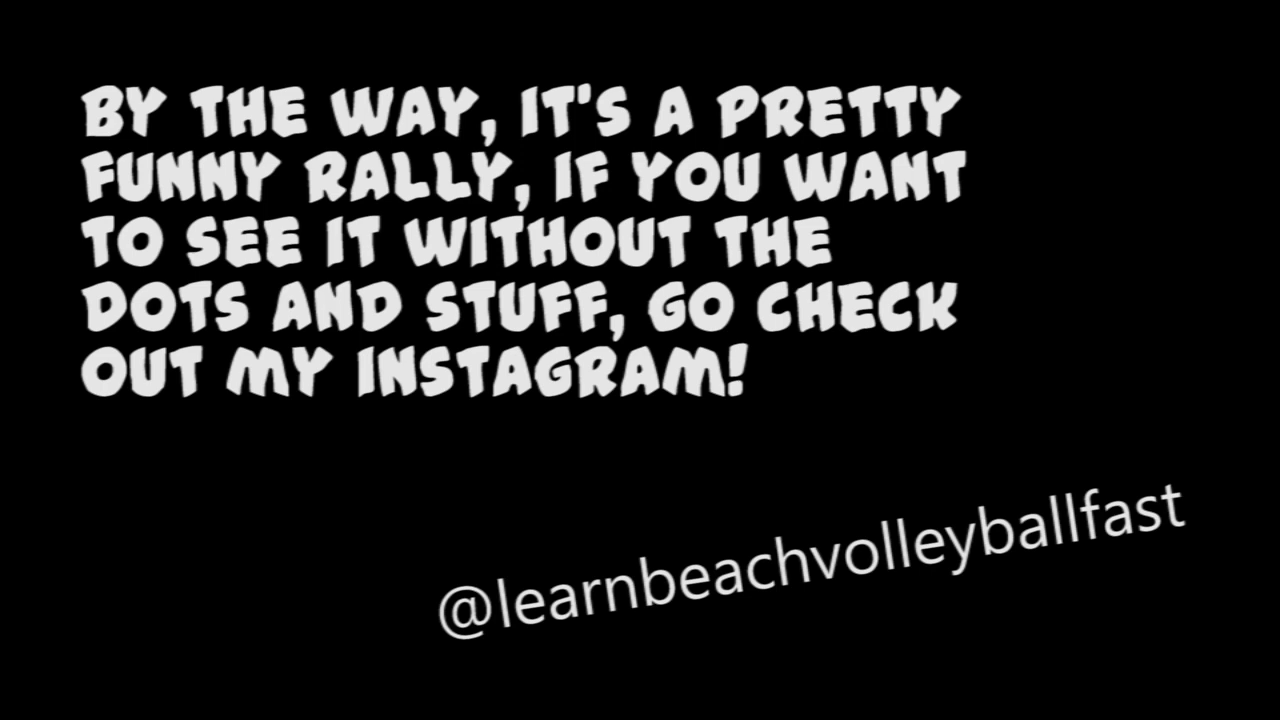 BY THE WAY, IT'S A PRETTY
FUNNY RALLY, IF YOU WANT
TO SEE IT WITHOUT THE
DOTS AND STUFF, GO CHECK
OUT MY INSTAGRAM!
@learnbeachvolleyballfast